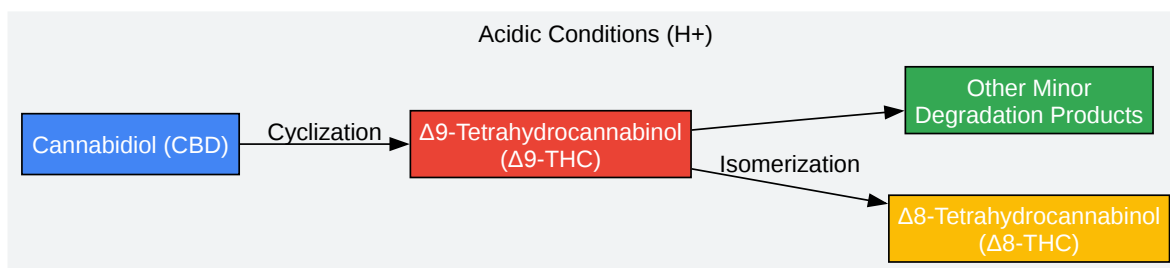 Acidic Conditions (H+)
Cannabidiol (CBD)
Cyclization
Δ9-Tetrahydrocannabinol
(Δ9-THC)
Other Minor
Degradation Products
Isomerization
Δ8-Tetrahydrocannabinol
(Δ8-THC)